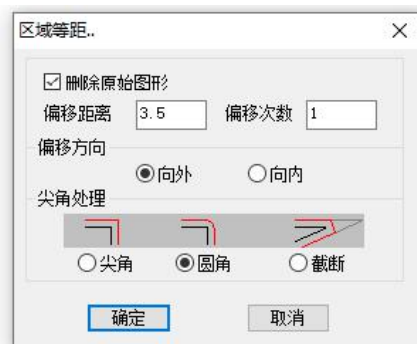 区域等距..
删除原始图形
偏移距离 3.5 偏移次数 1
偏移方向
向外 向内
尖角处理
尖角 圆角 截断
确定 取消